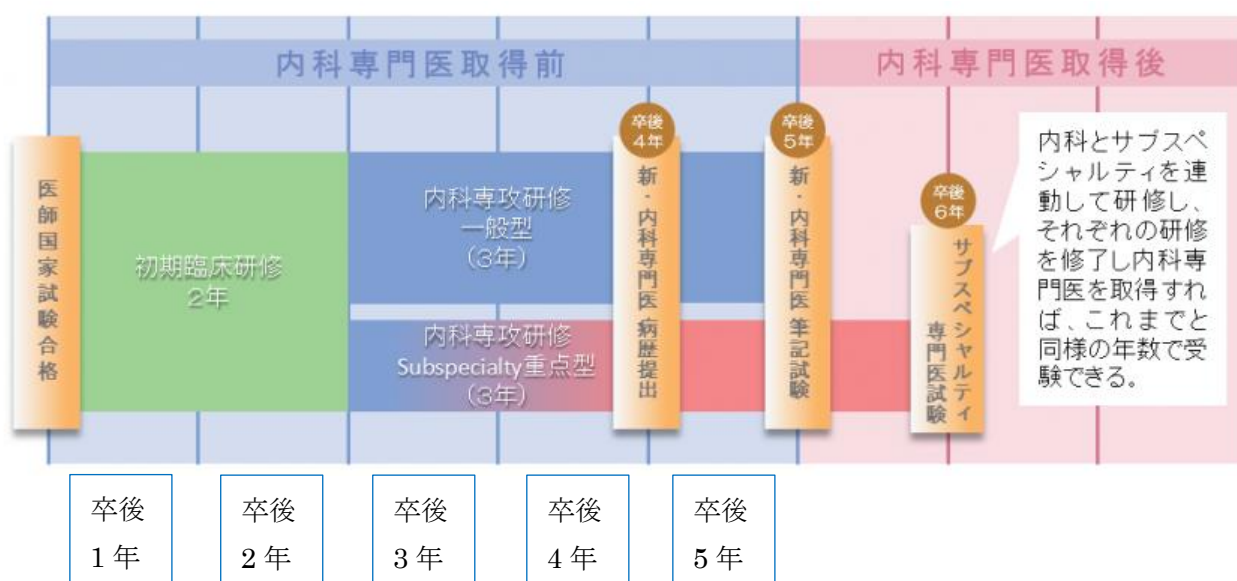 内科専門医取得前
内科専門医取得後
医師国家試験合格
初期臨床研修
2年
内科専攻研修
一般型
(3年)
内科専攻研修
Subspecialty重点型
(3年)
卒後
4年
新・内科専門医 病歴提出
卒後
5年
新・内科専門医 筆記試験
卒後
6年
サブスペシャルティ
専門医試験
内科とサブスペ
シャルティを連
動して研修し、
それぞれの研修
を修了し内科専
門医を取得すれ
ば、これまでと
同様の年数で受
験できる。
卒後
1年
卒後
2年
卒後
3年
卒後
4年
卒後
5年